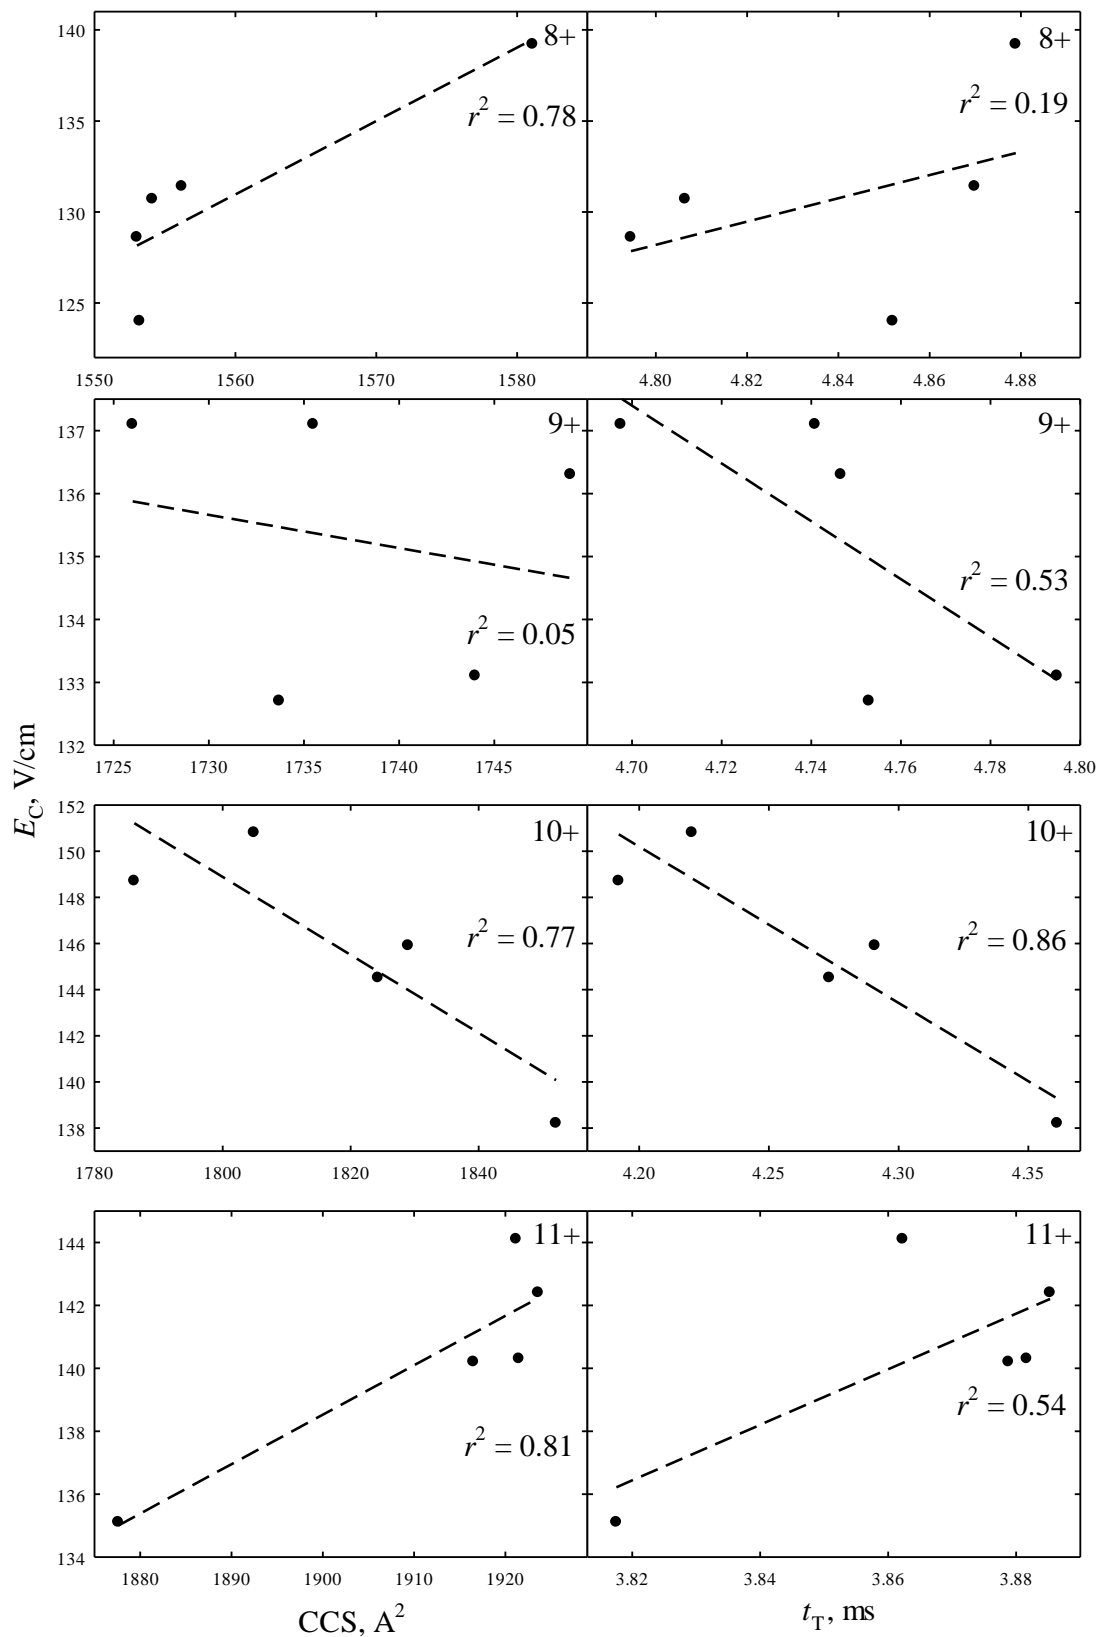 140
135
130
125
8+
r² = 0.78
8+
r² = 0.19
1550 1560 1570 1580
4.80 4.82 4.84 4.86 4.88
137
136
135
134
133
132
9+
r² = 0.05
9+
r² = 0.53
1725 1730 1735 1740 1745
4.70 4.72 4.74 4.76 4.78 4.80
E_C, V/cm
152
150
148
146
144
142
140
138
10+
r² = 0.77
10+
r² = 0.86
1780 1800 1820 1840
4.20 4.25 4.30 4.35
144
142
140
138
136
134
11+
r² = 0.81
11+
r² = 0.54
1880 1890 1900 1910 1920
3.82 3.84 3.86 3.88
CCS, A²
t_T, ms